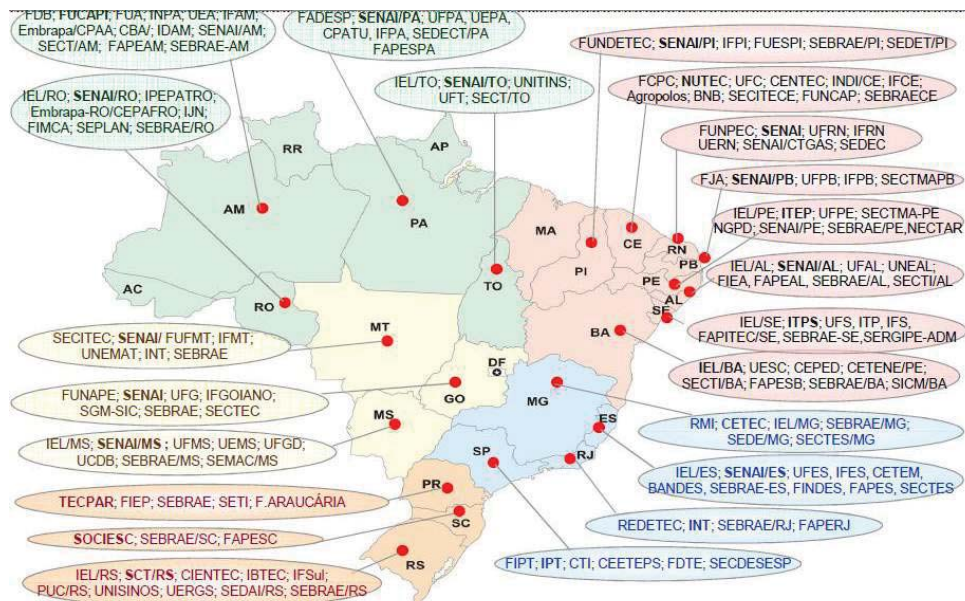 FDB; FUCAPI; FUA; INPA; UEA; IFAM;
Embrapa/CPAA; CBA/; IDAM; SENAI/AM;
SECT/AM; FAPEAM; SEBRAE-AM
FADESP; SENAI/PA; UFPA, UEPA,
CPATU, IFPA, SEDECT/PA
FAPESPA
FUNDETEC; SENAI/PI; IFPI; FUESPI; SEBRAE/PI; SEDET/PI
IEL/RO; SENAI/RO; IPEPATRO;
Embrapa-RO/CEPAFRO; IJN;
FIMCA; SEPLAN; SEBRAE/RO
IEL/TO; SENAI/TO; UNITINS;
UFT; SECT/TO
FCPC; NUTEC; UFC; CENTEC; INDI/CE; IFCE;
Agropolos; BNB; SECITECE; FUNCAP; SEBRAECE
FUNPEC; SENAI; UFRN; IFRN
UERN; SENAI/CTGAS; SEDEC
FJA; SENAI/PB; UFPB; IFPB; SECTMAPB
IEL/PE; ITEP; UFPE; SECTMA-PE
NGPD; SENAI/PE; SEBRAE/PE,NECTAR
IEL/AL; SENAI/AL; UFAL; UNEAL;
FIEA, FAPEAL, SEBRAE/AL; SECTI/AL
IEL/SE; ITPS; UFS, ITP, IFS,
FAPITEC/SE, SEBRAE-SE,SERGIPE-ADM
IEL/BA; UESC; CEPED; CETENE/PE;
SECTI/BA; FAPESB; SEBRAE/BA; SICM/BA
RR
AP
AM
PA
MA
CE
RN
PB
PI
PE
AL
SE
AC
RO
TO
BA
MT
DF
GO
MG
MS
ES
SP
RJ
PR
SC
RS
SECITEC; SENAI/ FUFMT; IFMT;
UNEMAT; INT; SEBRAE
FUNAPE; SENAI; UFG; IFGOIANO;
SGM-SIC; SEBRAE; SECTEC
IEL/MS; SENAI/MS ; UFMS; UEMS; UFGD;
UCDB; SEBRAE/MS; SEMAC/MS
RMI; CETEC; IEL/MG; SEBRAE/MG;
SEDE/MG; SECTES/MG
IEL/ES; SENAI/ES; UFES, IFES, CETEM,
BANDES, SEBRAE-ES, FINDES, FAPES, SECTES
TECPAR; FIEP; SEBRAE; SETI; F.ARAUCÁRIA
REDETEC; INT; SEBRAE/RJ; FAPERJ
SOCIESC; SEBRAE/SC; FAPESC
FIPT; IPT; CTI; CEETEPS; FDTE; SECDESESP
IEL/RS; SCT/RS; CIENTEC; IBTEC; IFSul;
PUC/RS; UNISINOS; UERGS; SEDAI/RS; SEBRAE/RS